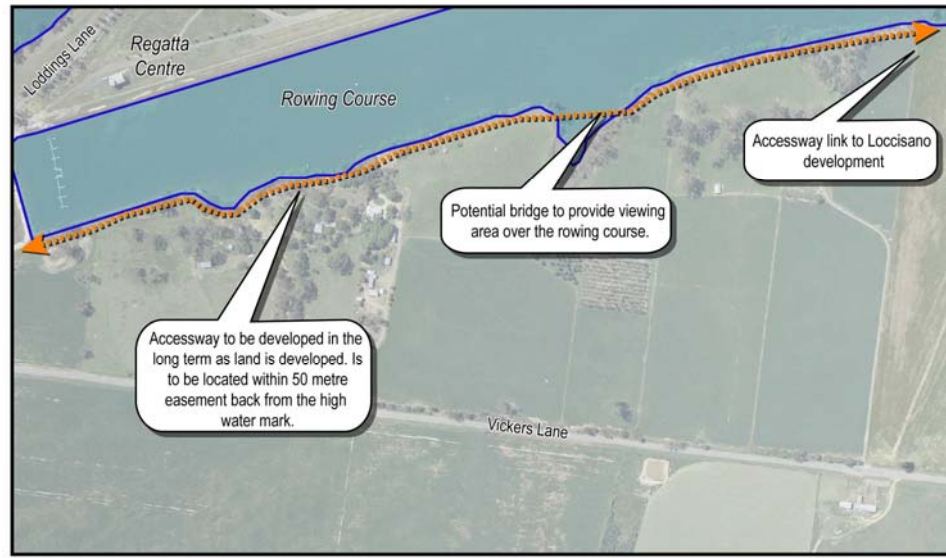 Loddings Lane
Regatta
Centre
Rowing Course
Accessway link to Loccisano
development
Potential bridge to provide viewing
area over the rowing course.
Accessway to be developed in the
long term as land is developed. Is
to be located within 50 metre
easement back from the high
water mark.
Vickers Lane